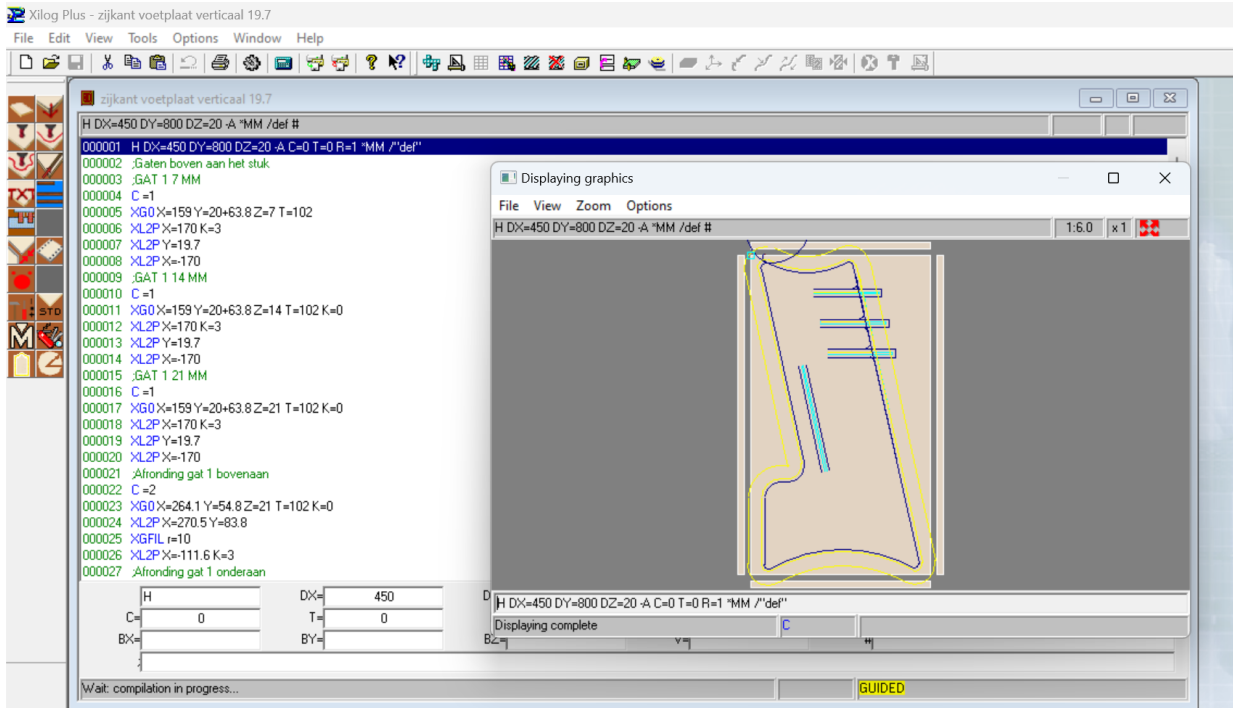 Xilog Plus - zijkant voetplaat verticaal 19.7
File Edit View Tools Options Window Help
zijkant voetplaat verticaal 19.7
H DX=450 DY=800 DZ=20 -A *MM /def #
000001 H DX=450 DY=800 DZ=20 -A C=0 T=0 R=1 *MM /"def"
000002 ;Gaten boven aan het stuk
000003 ;GAT 1 7 MM
000004 C =1
000005 XG0 X=159 Y=20+63.8 Z=7 T=102
000006 XL2P X=170 K=3
000007 XL2P Y=19.7
000008 XL2P X=-170
000009 ;GAT 1 14 MM
000010 C =1
000011 XG0 X=159 Y=20+63.8 Z=14 T=102 K=0
000012 XL2P X=170 K=3
000013 XL2P Y=19.7
000014 XL2P X=-170
000015 ;GAT 1 21 MM
000016 C =1
000017 XG0 X=159 Y=20+63.8 Z=21 T=102 K=0
000018 XL2P X=170 K=3
000019 XL2P Y=19.7
000020 XL2P X=-170
000021 ;Afronding gat 1 bovenaan
000022 C =2
000023 XG0 X=264.1 Y=54.8 Z=21 T=102 K=0
000024 XL2P X=270.5 Y=83.8
000025 XGFIL r=10
000026 XL2P X=-111.6 K=3
000027 ;Afronding gat 1 onderaan
Displaying graphics
File View Zoom Options
H DX=450 DY=800 DZ=20 -A *MM /def #
1:6.0 x 1
H DX=450 DY=800 DZ=20 -A C=0 T=0 R=1 *MM /"def"
Displaying complete C
H DX= 450 D
C= 0 T= 0
BX= BY= BZ= V= #
STD
M
Wait: compilation in progress... GUIDED